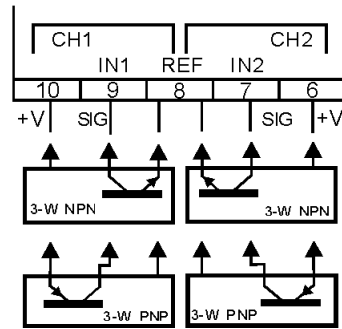 CH1 CH2
IN1 REF IN2
10 9 8 7 6
+V SIG SIG +V
3-W NPN 3-W NPN
3-W PNP 3-W PNP